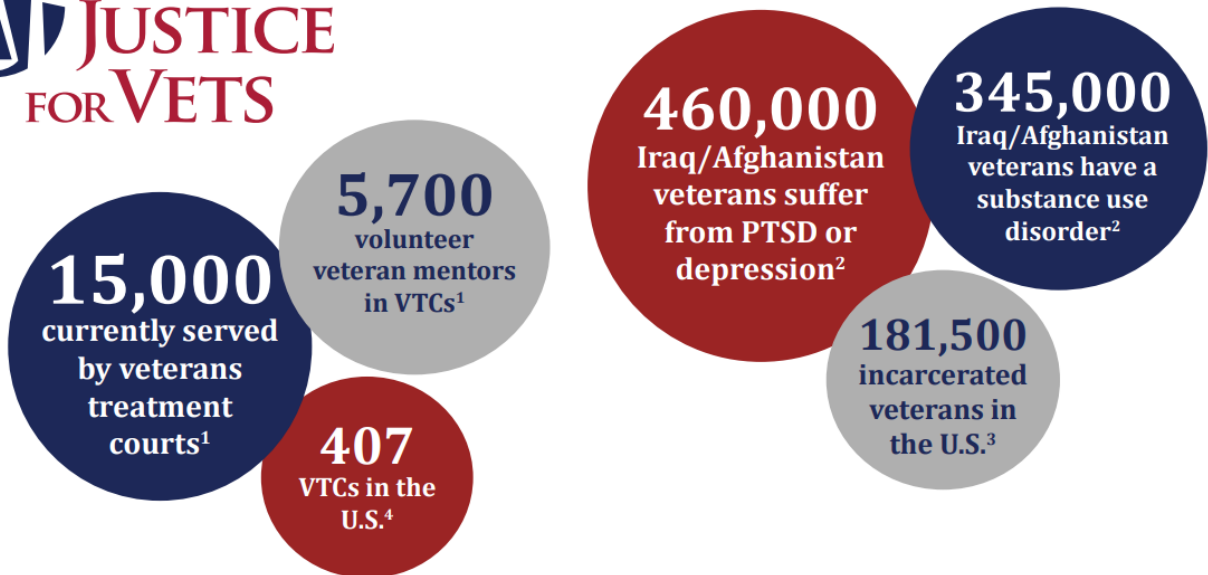 JUSTICE
FOR VETS
15,000
currently served
by veterans
treatment
courts¹
5,700
volunteer
veteran mentors
in VTCs¹
407
VTCs in the
U.S.⁴
460,000
Iraq/Afghanistan
veterans suffer
from PTSD or
depression²
345,000
Iraq/Afghanistan
veterans have a
substance use
disorder²
181,500
incarcerated
veterans in
the U.S.³